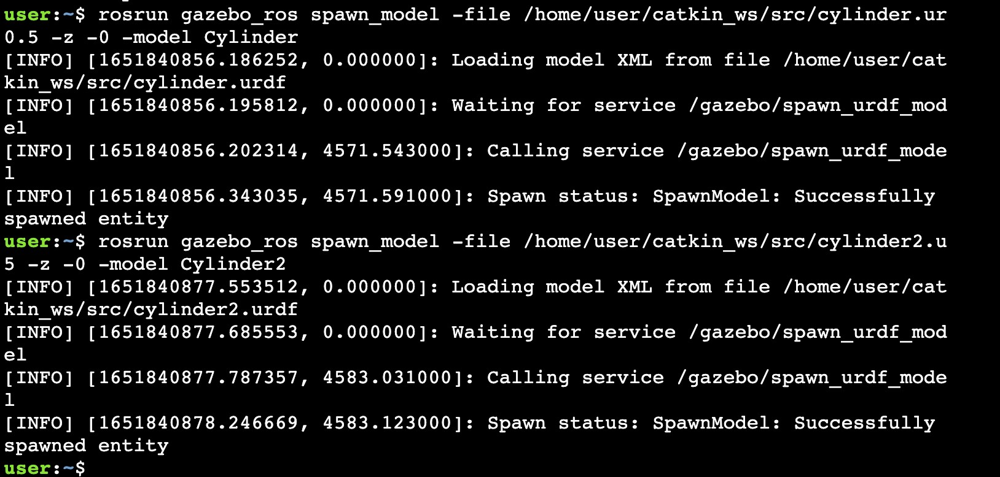 user:~$ rosrun gazebo_ros spawn_model -file /home/user/catkin_ws/src/cylinder.ur
0.5 -z -0 -model Cylinder
[INFO] [1651840856.186252, 0.000000]: Loading model XML from file /home/user/cat
kin_ws/src/cylinder.urdf
[INFO] [1651840856.195812, 0.000000]: Waiting for service /gazebo/spawn_urdf_mod
el
[INFO] [1651840856.202314, 4571.543000]: Calling service /gazebo/spawn_urdf_mode
l
[INFO] [1651840856.343035, 4571.591000]: Spawn status: SpawnModel: Successfully
spawned entity
user:~$ rosrun gazebo_ros spawn_model -file /home/user/catkin_ws/src/cylinder2.u
5 -z -0 -model Cylinder2
[INFO] [1651840877.553512, 0.000000]: Loading model XML from file /home/user/cat
kin_ws/src/cylinder2.urdf
[INFO] [1651840877.685553, 0.000000]: Waiting for service /gazebo/spawn_urdf_mod
el
[INFO] [1651840877.787357, 4583.031000]: Calling service /gazebo/spawn_urdf_mode
l
[INFO] [1651840878.246669, 4583.123000]: Spawn status: SpawnModel: Successfully
spawned entity
user:~$